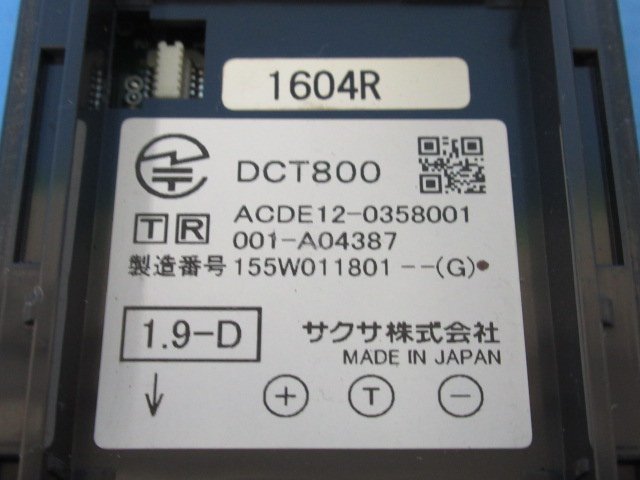 1604R
DCT800
T R
ACDE12-0358001
001-A04387
製造番号 155W011801 --(G)
1.9-D
サクサ株式会社
MADE IN JAPAN
↓ + T −